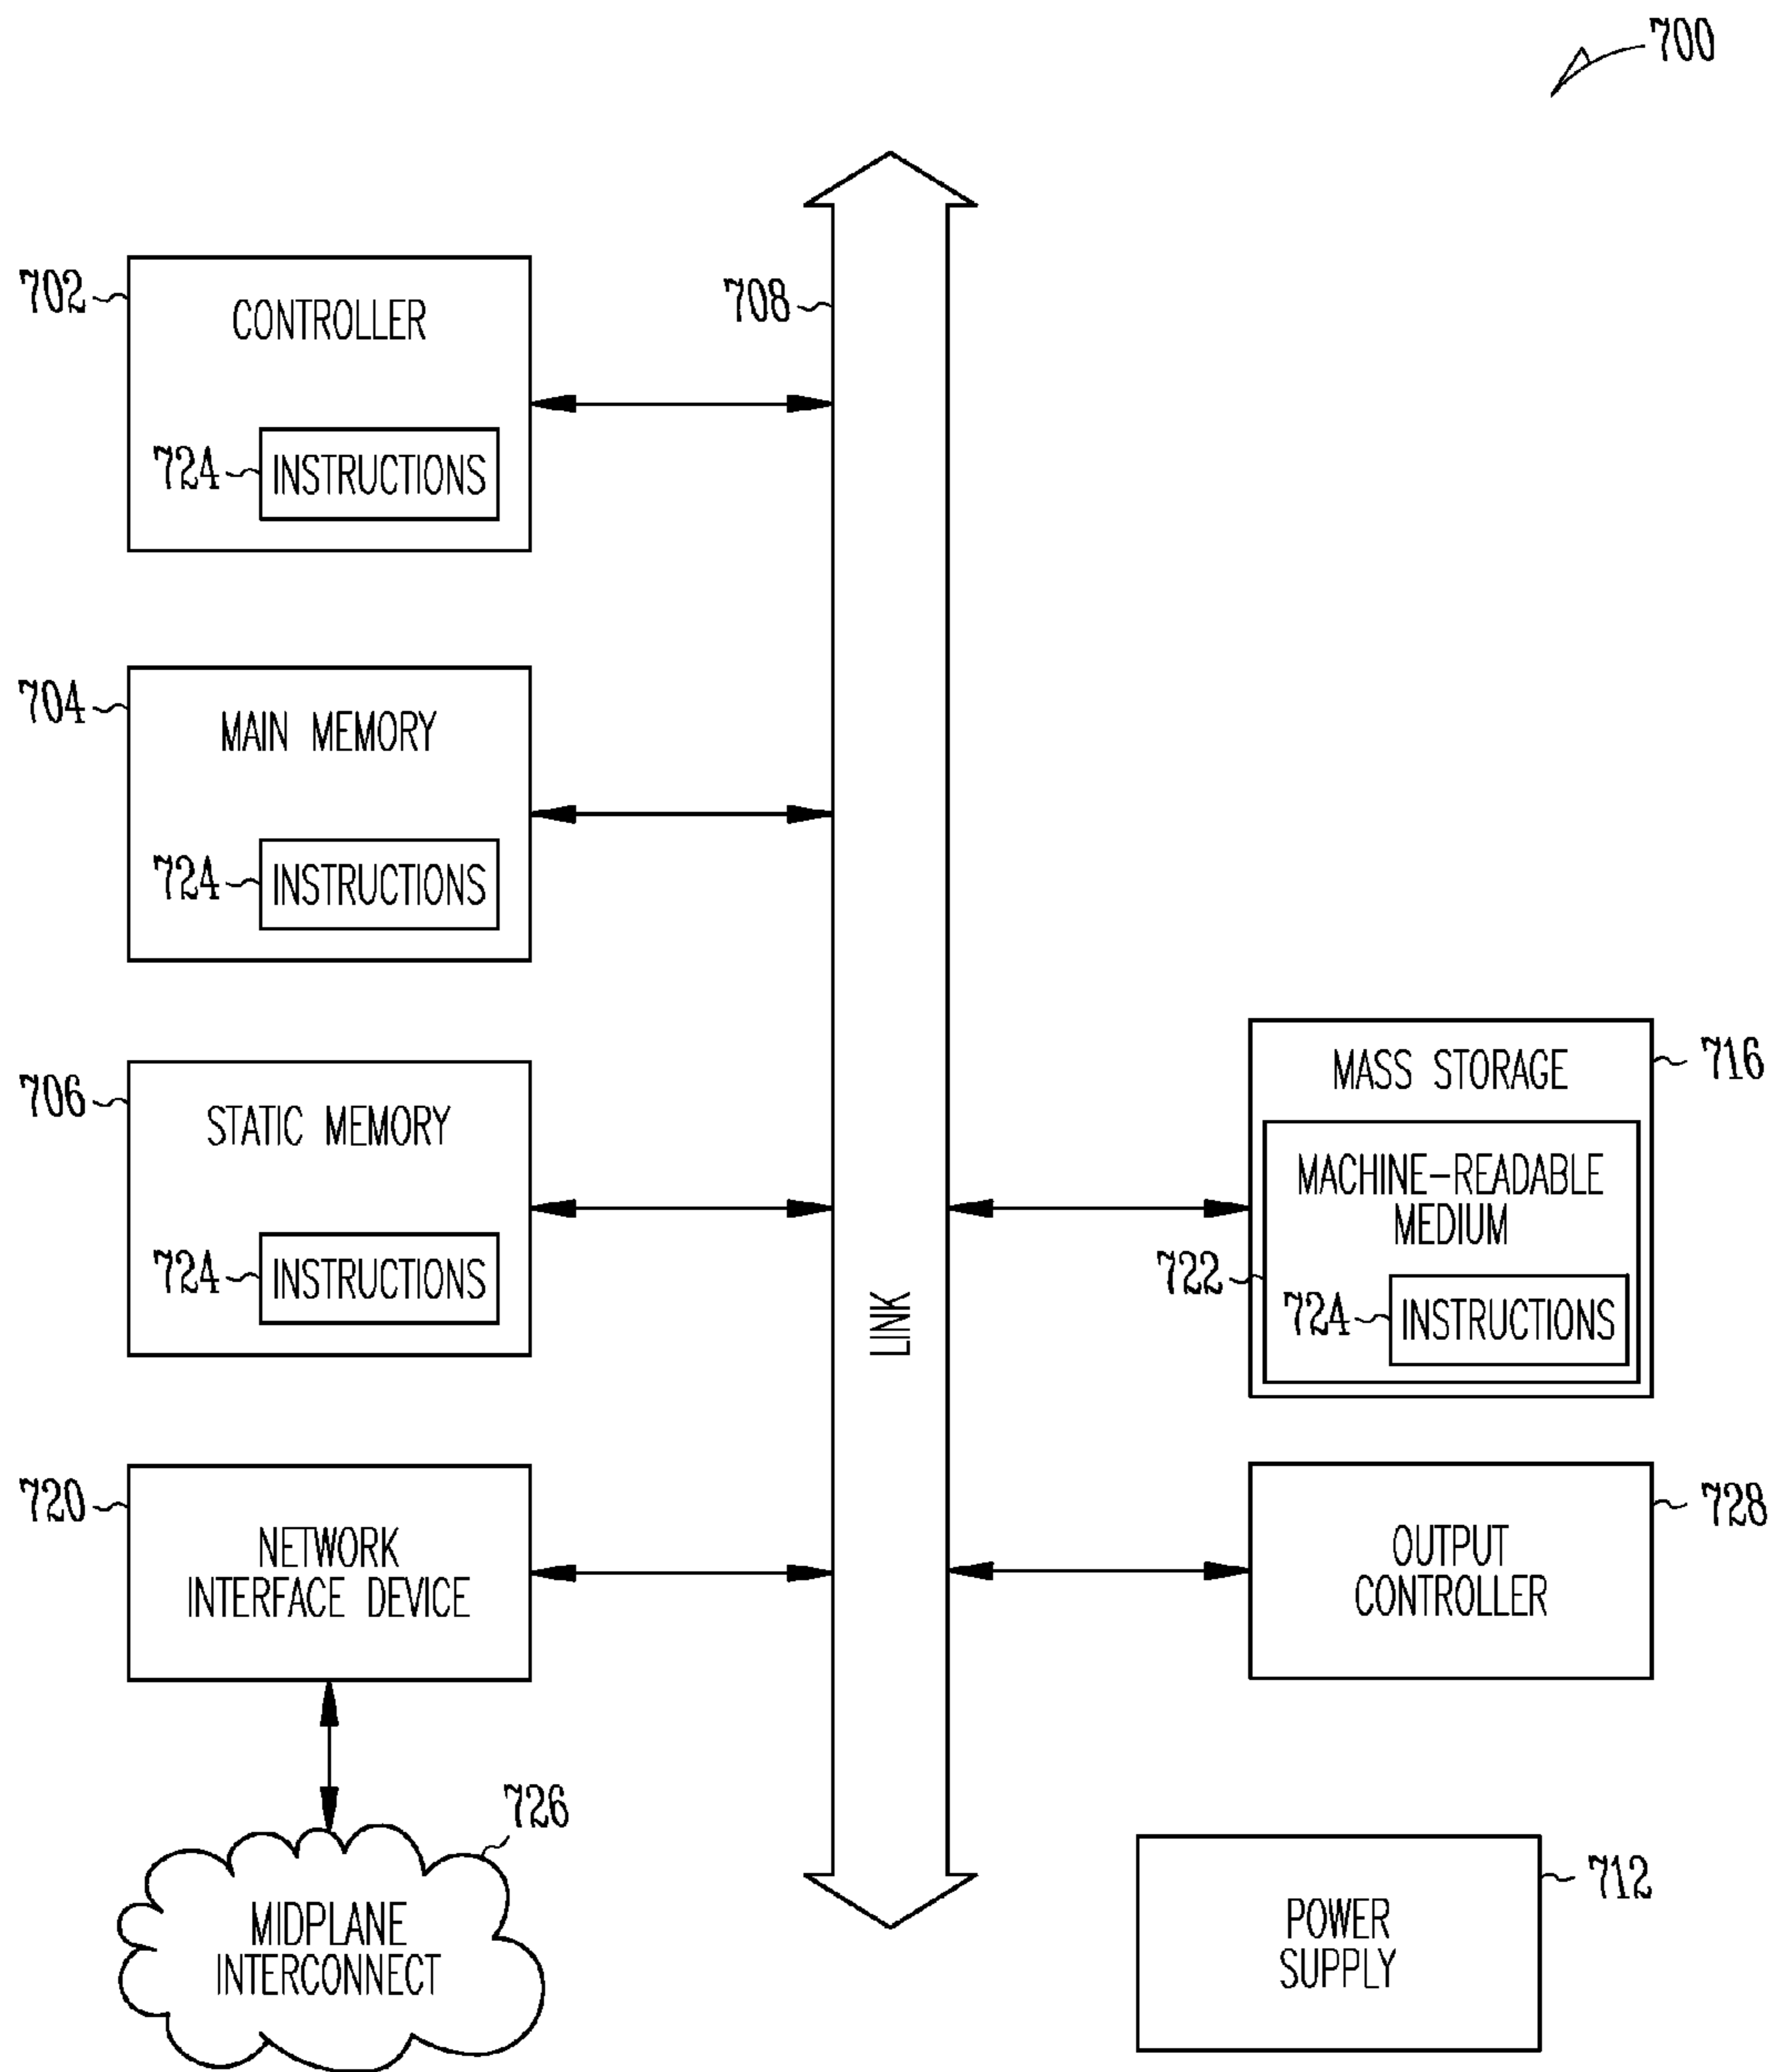 700
702
CONTROLLER
724
INSTRUCTIONS
708
704
MAIN MEMORY
724
INSTRUCTIONS
706
STATIC MEMORY
724
INSTRUCTIONS
LINK
716
MASS STORAGE
MACHINE-READABLE
MEDIUM
722
724
INSTRUCTIONS
720
NETWORK
INTERFACE DEVICE
728
OUTPUT
CONTROLLER
726
MIDPLANE
INTERCONNECT
712
POWER
SUPPLY